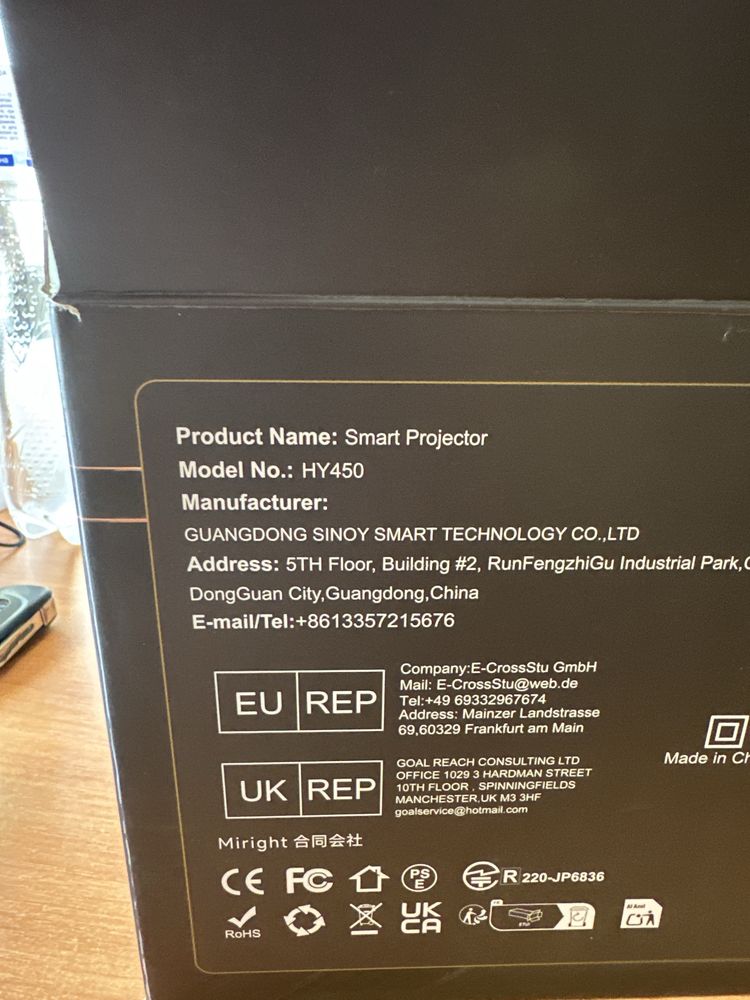 Product Name: Smart Projector
Model No.: HY450
Manufacturer:
GUANGDONG SINOY SMART TECHNOLOGY CO.,LTD
Address: 5TH Floor, Building #2, RunFengzhiGu Industrial Park,
DongGuan City,Guangdong,China
E-mail/Tel:+8613357215676
EU REP
Company:E-CrossStu GmbH
Mail: E-CrossStu@web.de
Tel:+49 69332967674
Address: Mainzer Landstrasse
69,60329 Frankfurt am Main
Made in
UK REP
GOAL REACH CONSULTING LTD
OFFICE 1029 3 HARDMAN STREET
10TH FLOOR , SPINNINGFIELDS
MANCHESTER,UK M3 3HF
goalservice@hotmail.com
Miright 合同会社
CE FC PS E R 220-JP6836
RoHS UK CA